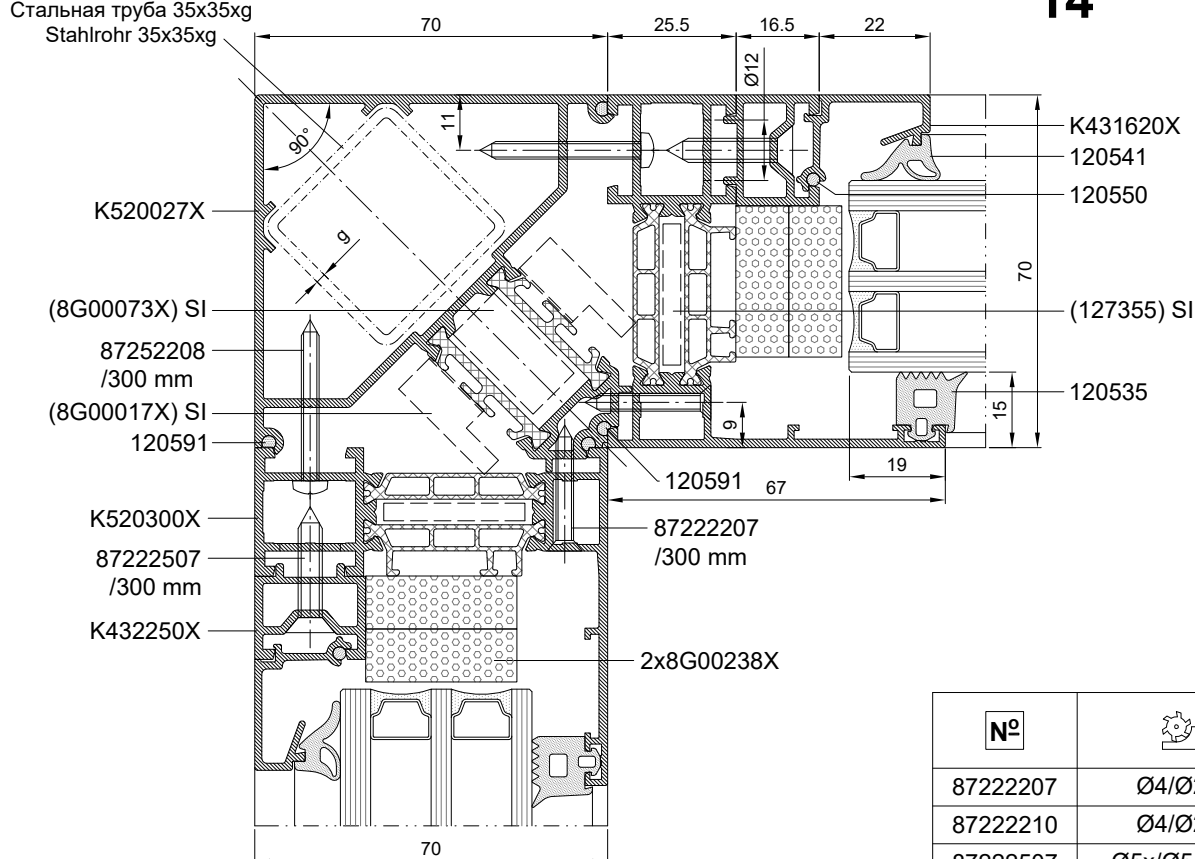 Стальная труба 35x35xg
Stahlrohr 35x35xg
14
70
25.5
16.5
22
Ø12
11
90°
g
K431620X
120541
120550
70
(127355) SI
120535
15
19
67
9
K520027X
(8G00073X) SI
87252208
/300 mm
(8G00017X) SI
120591
120591
K520300X
87222207
/300 mm
87222507
/300 mm
K432250X
2x8G00238X
70
Nº
87222207
Ø4/Ø
87222210
Ø4/Ø